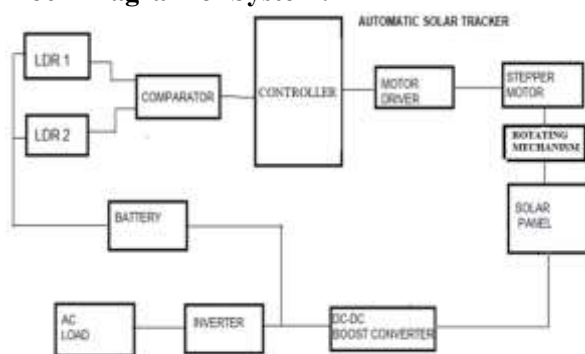 AUTOMATIC SOLAR TRACKER
LDR 1
LDR 2
COMPARATOR
CONTROLLER
MOTOR
DRIVER
STEPPER
MOTOR
ROTATING
MECHANISM
SOLAR
PANEL
BATTERY
AC
LOAD
INVERTER
DC-DC
BOOST CONVERTER